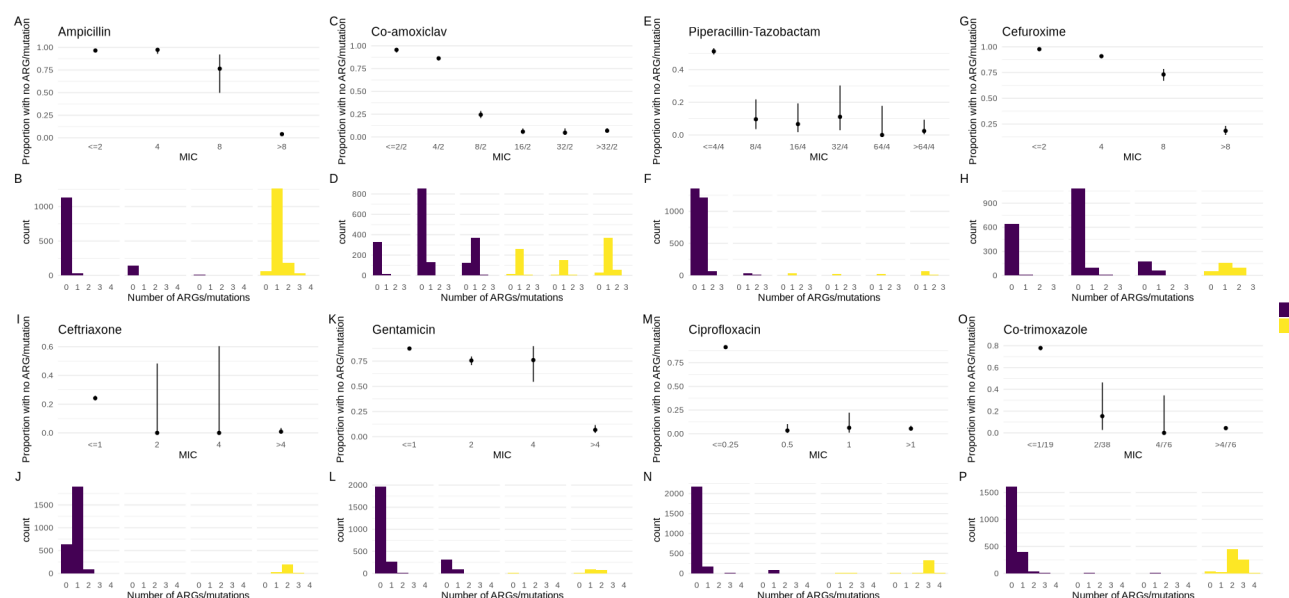 A
Ampicillin
Proportion with no ARG/mutation
1.00
0.75
0.50
0.25
0.00
<=2 4 8 >8
MIC
C
Co-amoxiclav
Proportion with no ARG/mutation
1.00
0.75
0.50
0.25
0.00
<=2/2 4/2 8/2 16/2 32/2 >32/2
MIC
E
Piperacillin-Tazobactam
Proportion with no ARG/mutation
0.4
0.2
0.0
<=4/4 8/4 16/4 32/4 64/4 >64/4
MIC
G
Cefuroxime
Proportion with no ARG/mutation
1.00
0.75
0.50
0.25
<=2 4 8 >8
MIC
B
count
1000
500
0
0 1 2 3 4 0 1 2 3 4 0 1 2 3 4 0 1 2 3 4
Number of ARGs/mutations
D
count
800
600
400
200
0
0 1 2 3 0 1 2 3 0 1 2 3 0 1 2 3 0 1 2 3 0 1 2 3
Number of ARGs/mutations
F
count
1000
500
0
0 1 2 3 0 1 2 3 0 1 2 3 0 1 2 3 0 1 2 3 0 1 2 3
Number of ARGs/mutations
H
count
900
600
300
0
0 1 2 3 0 1 2 3 0 1 2 3 0 1 2 3
Number of ARGs/mutations
I
Ceftriaxone
Proportion with no ARG/mutation
0.6
0.4
0.2
0.0
<=1 2 4 >4
MIC
K
Gentamicin
Proportion with no ARG/mutation
0.75
0.50
0.25
0.00
<=1 2 4 >4
MIC
M
Ciprofloxacin
Proportion with no ARG/mutation
0.75
0.50
0.25
0.00
<=0.25 0.5 1 >1
MIC
O
Co-trimoxazole
Proportion with no ARG/mutation
0.8
0.6
0.4
0.2
0.0
<=1/19 2/38 4/76 >4/76
MIC
J
count
1500
1000
500
0
0 1 2 3 4 0 1 2 3 4 0 1 2 3 4 0 1 2 3 4
Number of ARGs/mutations
L
count
2000
1500
1000
500
0
0 1 2 3 4 0 1 2 3 4 0 1 2 3 4 0 1 2 3 4
Number of ARGs/mutations
N
count
2000
1500
1000
500
0
0 1 2 3 4 0 1 2 3 4 0 1 2 3 4 0 1 2 3 4
Number of ARGs/mutations
P
count
1500
1000
500
0
0 1 2 3 4 0 1 2 3 4 0 1 2 3 4 0 1 2 3 4
Number of ARGs/mutations